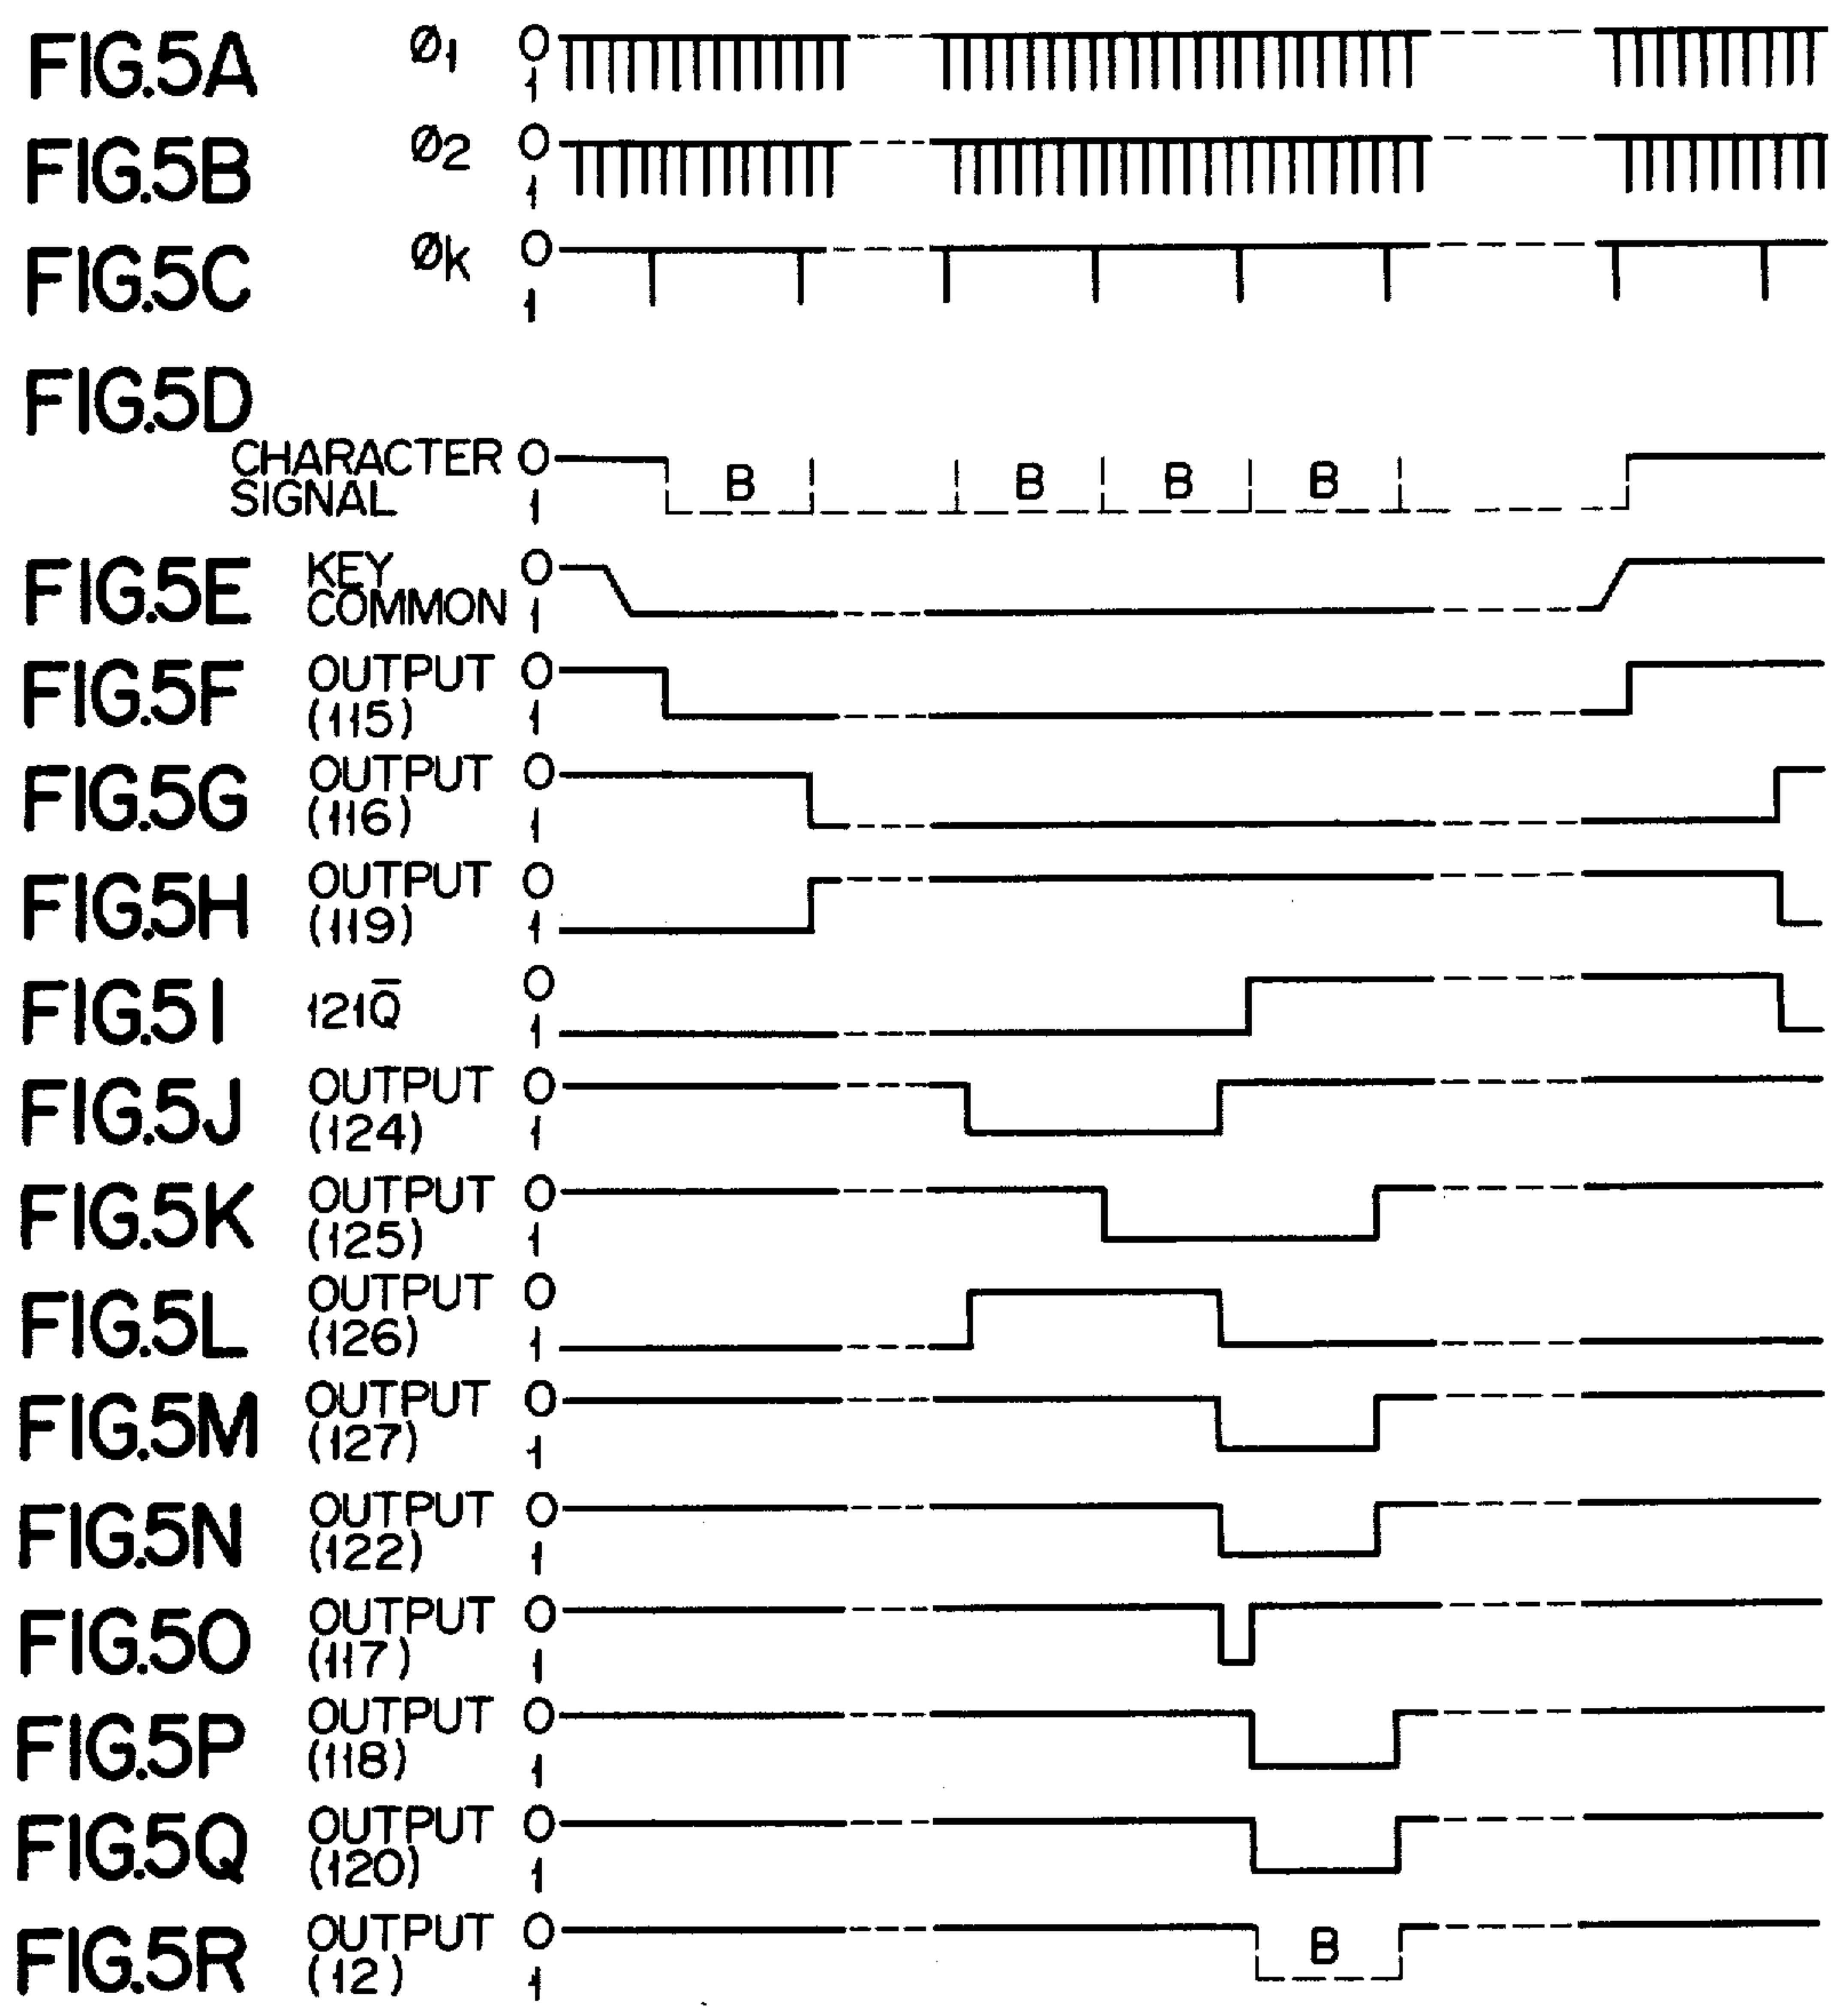 FIG.5A Ø1 0
1
FIG.5B Ø2 0
1
FIG.5C Øk 0
1
FIG.5D
CHARACTER 0 B B B B
SIGNAL 1
FIG.5E KEY 0
COMMON 1
FIG.5F OUTPUT 0
(115) 1
FIG.5G OUTPUT 0
(116) 1
FIG.5H OUTPUT 0
(119) 1
FIG.5I 121Q̅ 0
1
FIG.5J OUTPUT 0
(124) 1
FIG.5K OUTPUT 0
(125) 1
FIG.5L OUTPUT 0
(126) 1
FIG.5M OUTPUT 0
(127) 1
FIG.5N OUTPUT 0
(122) 1
FIG.5O OUTPUT 0
(117) 1
FIG.5P OUTPUT 0
(118) 1
FIG.5Q OUTPUT 0
(120) 1
FIG.5R OUTPUT 0 B
(12) 1